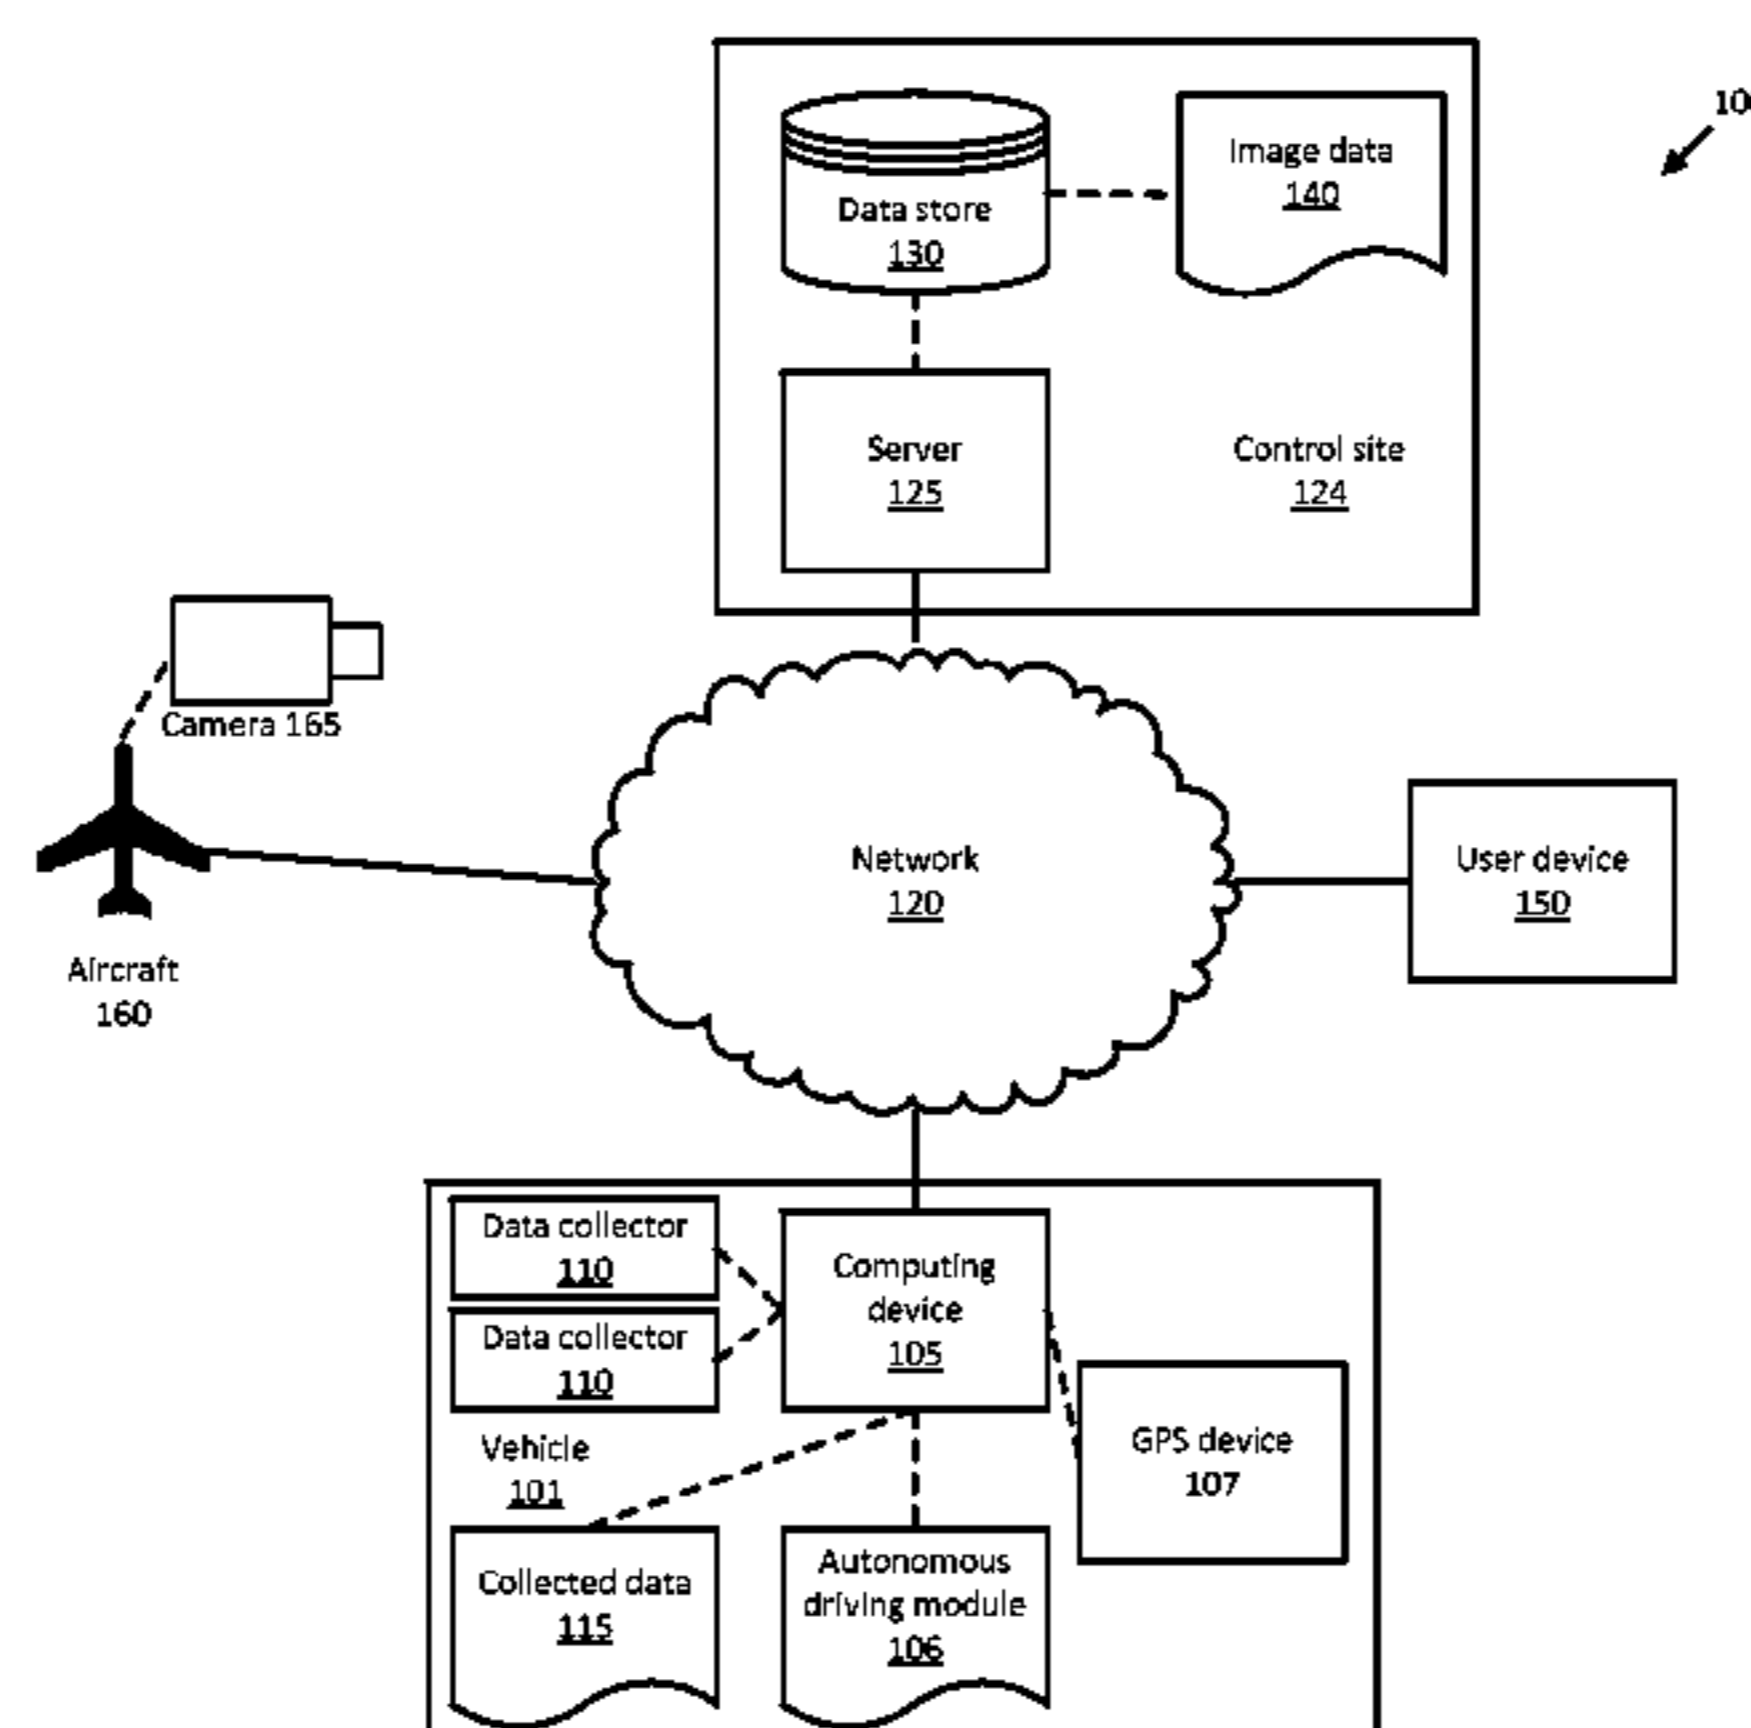 10
Image data
140
Data store
130
Server
125
Control site
124
Camera 165
Network
120
User device
150
Aircraft
160
Data collector
110
Data collector
110
Computing
device
105
GPS device
107
Vehicle
101
Collected data
115
Autonomous
driving module
106